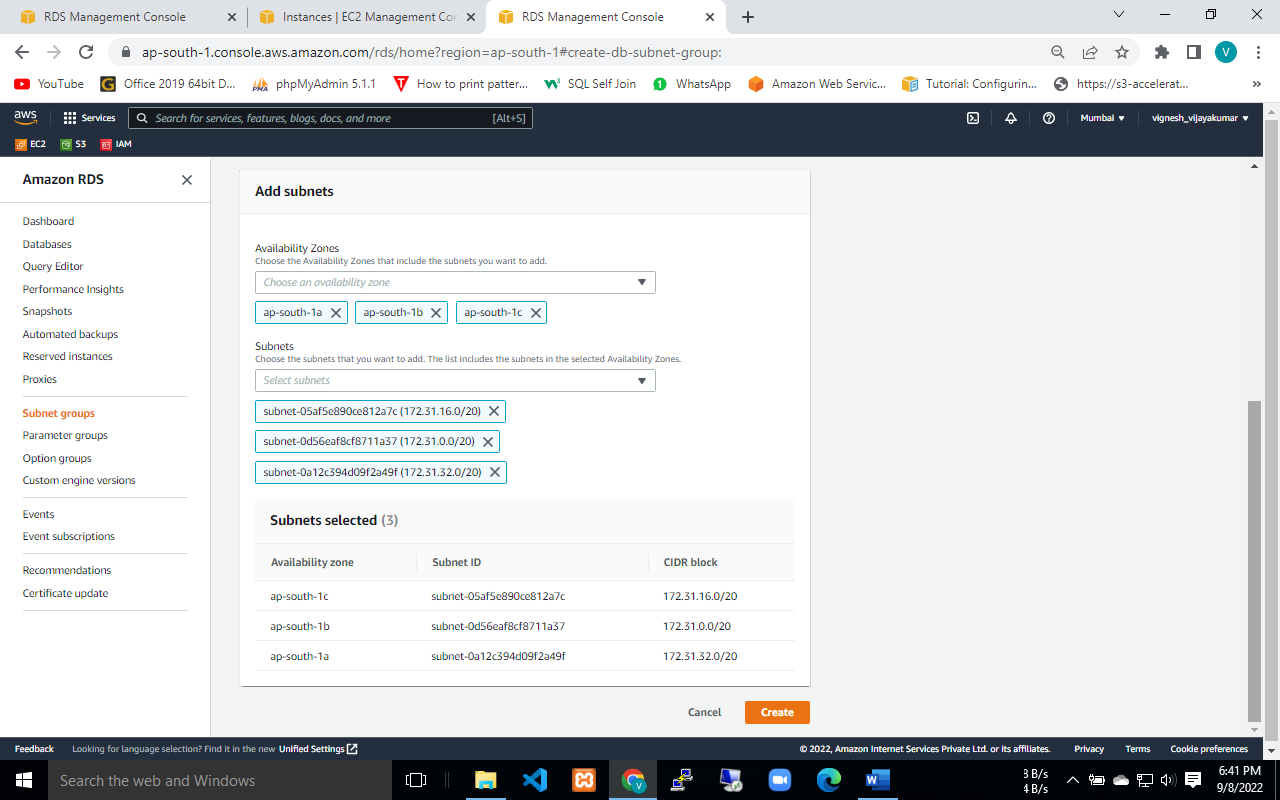 RDS Management Console
Instances | EC2 Management Cor
RDS Management Console
ap-south-1.console.aws.amazon.com/rds/home?region=ap-south-1#create-db-subnet-group:
V
YouTube
Office 2019 64bit D...
phpMyAdmin 5.1.1
How to print patter...
SQL Self Join
WhatsApp
Amazon Web Servic...
Tutorial: Configurin...
https://s3-accelerat...
aws
Services
Search for services, features, blogs, docs, and more
[Alt+S]
Mumbai
vignesh_vijayakumar
EC2
S3
IAM
Amazon RDS
Dashboard
Databases
Query Editor
Performance Insights
Snapshots
Automated backups
Reserved instances
Proxies
Subnet groups
Parameter groups
Option groups
Custom engine versions
Events
Event subscriptions
Recommendations
Certificate update
Add subnets
Availability Zones
Choose the Availability Zones that include the subnets you want to add.
Choose an availability zone
ap-south-1a
ap-south-1b
ap-south-1c
Subnets
Choose the subnets that you want to add. The list includes the subnets in the selected Availability Zones.
Select subnets
subnet-05af5e890ce812a7c (172.31.16.0/20)
subnet-0d56eaf8cf8711a37 (172.31.0.0/20)
subnet-0a12c394d09f2a49f (172.31.32.0/20)
Subnets selected (3)
Availability zone Subnet ID CIDR block
ap-south-1c subnet-05af5e890ce812a7c 172.31.16.0/20
ap-south-1b subnet-0d56eaf8cf8711a37 172.31.0.0/20
ap-south-1a subnet-0a12c394d09f2a49f 172.31.32.0/20
Cancel
Create
Feedback
Looking for language selection? Find it in the new Unified Settings
© 2022, Amazon Internet Services Private Ltd. or its affiliates.
Privacy
Terms
Cookie preferences
Search the web and Windows
B/s
B/s
6:41 PM
9/8/2022